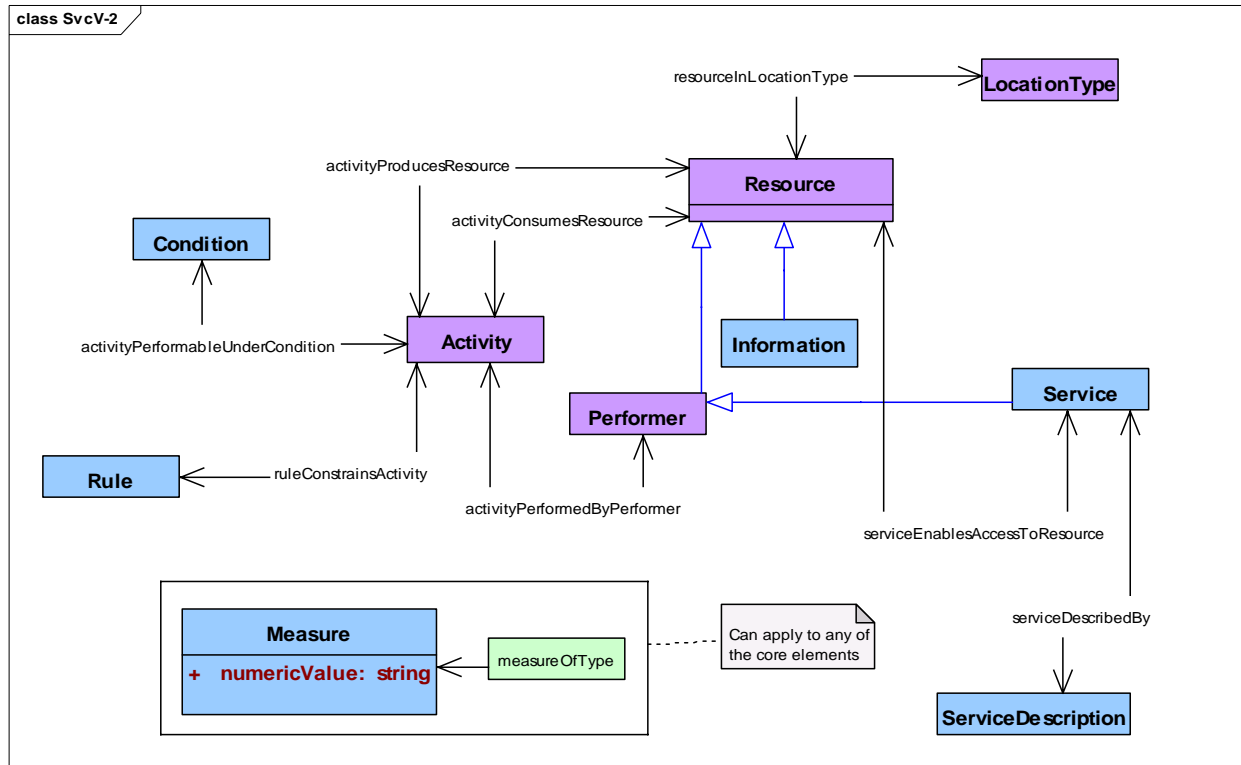 class SvcV-2
resourceInLocationType
LocationType
activityProducesResource
Resource
activityConsumesResource
Condition
Activity
Information
activityPerformableUnderCondition
Service
Performer
Rule
ruleConstrainsActivity
activityPerformedByPerformer
serviceEnablesAccessToResource
Measure
+ numericValue: string
measureOfType
Can apply to any of
the core elements
serviceDescribedBy
ServiceDescription